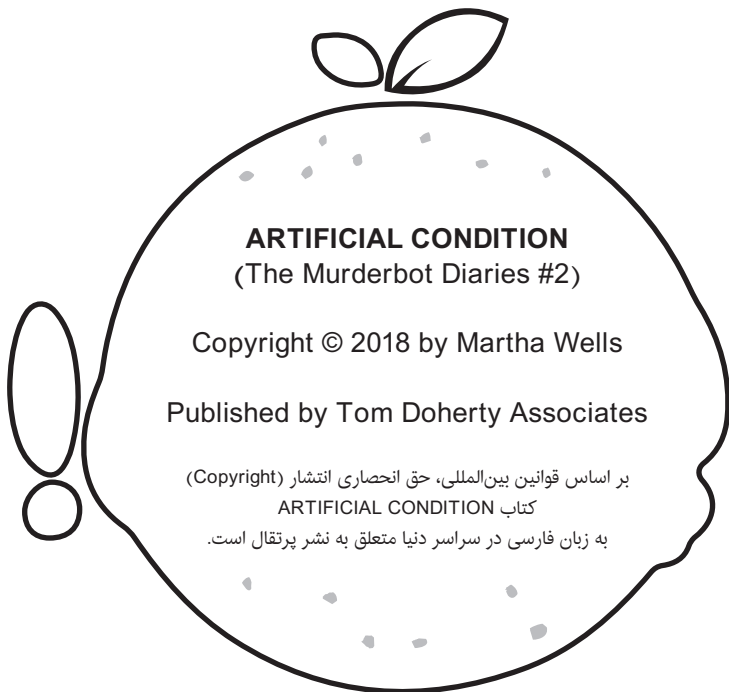 ARTIFICIAL CONDITION
(The Murderbot Diaries #2)
Copyright © 2018 by Martha Wells
Published by Tom Doherty Associates
بر اساس قوانین بین‌المللی، حق انحصاری انتشار (Copyright)
کتاب ARTIFICIAL CONDITION
به زبان فارسی در سراسر دنیا متعلق به نشر پرتقال است.